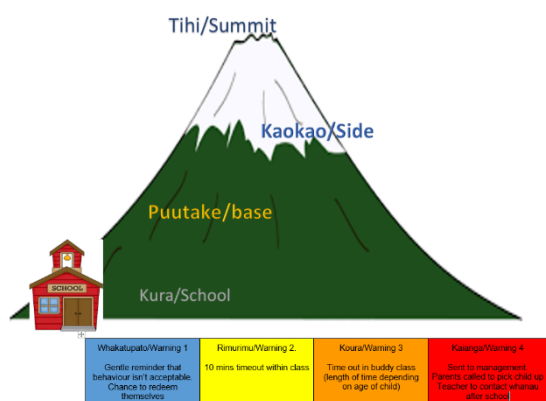 Tihi/Summit
Kaokao/Side
Puutake/base
SCHOOL
Kura/School
Whakatupato/Warning 1
Gentle reminder that
behaviour isn't acceptable.
Chance to redeem
themselves
Rimurimu/Warning 2.
10 mins timeout within class
Koura/Warning 3
Time out in buddy class
(length of time depending
on age of child)
Kaianga/Warning 4
Sent to management
Parents called to pick child up
Teacher to contact whanau
after school